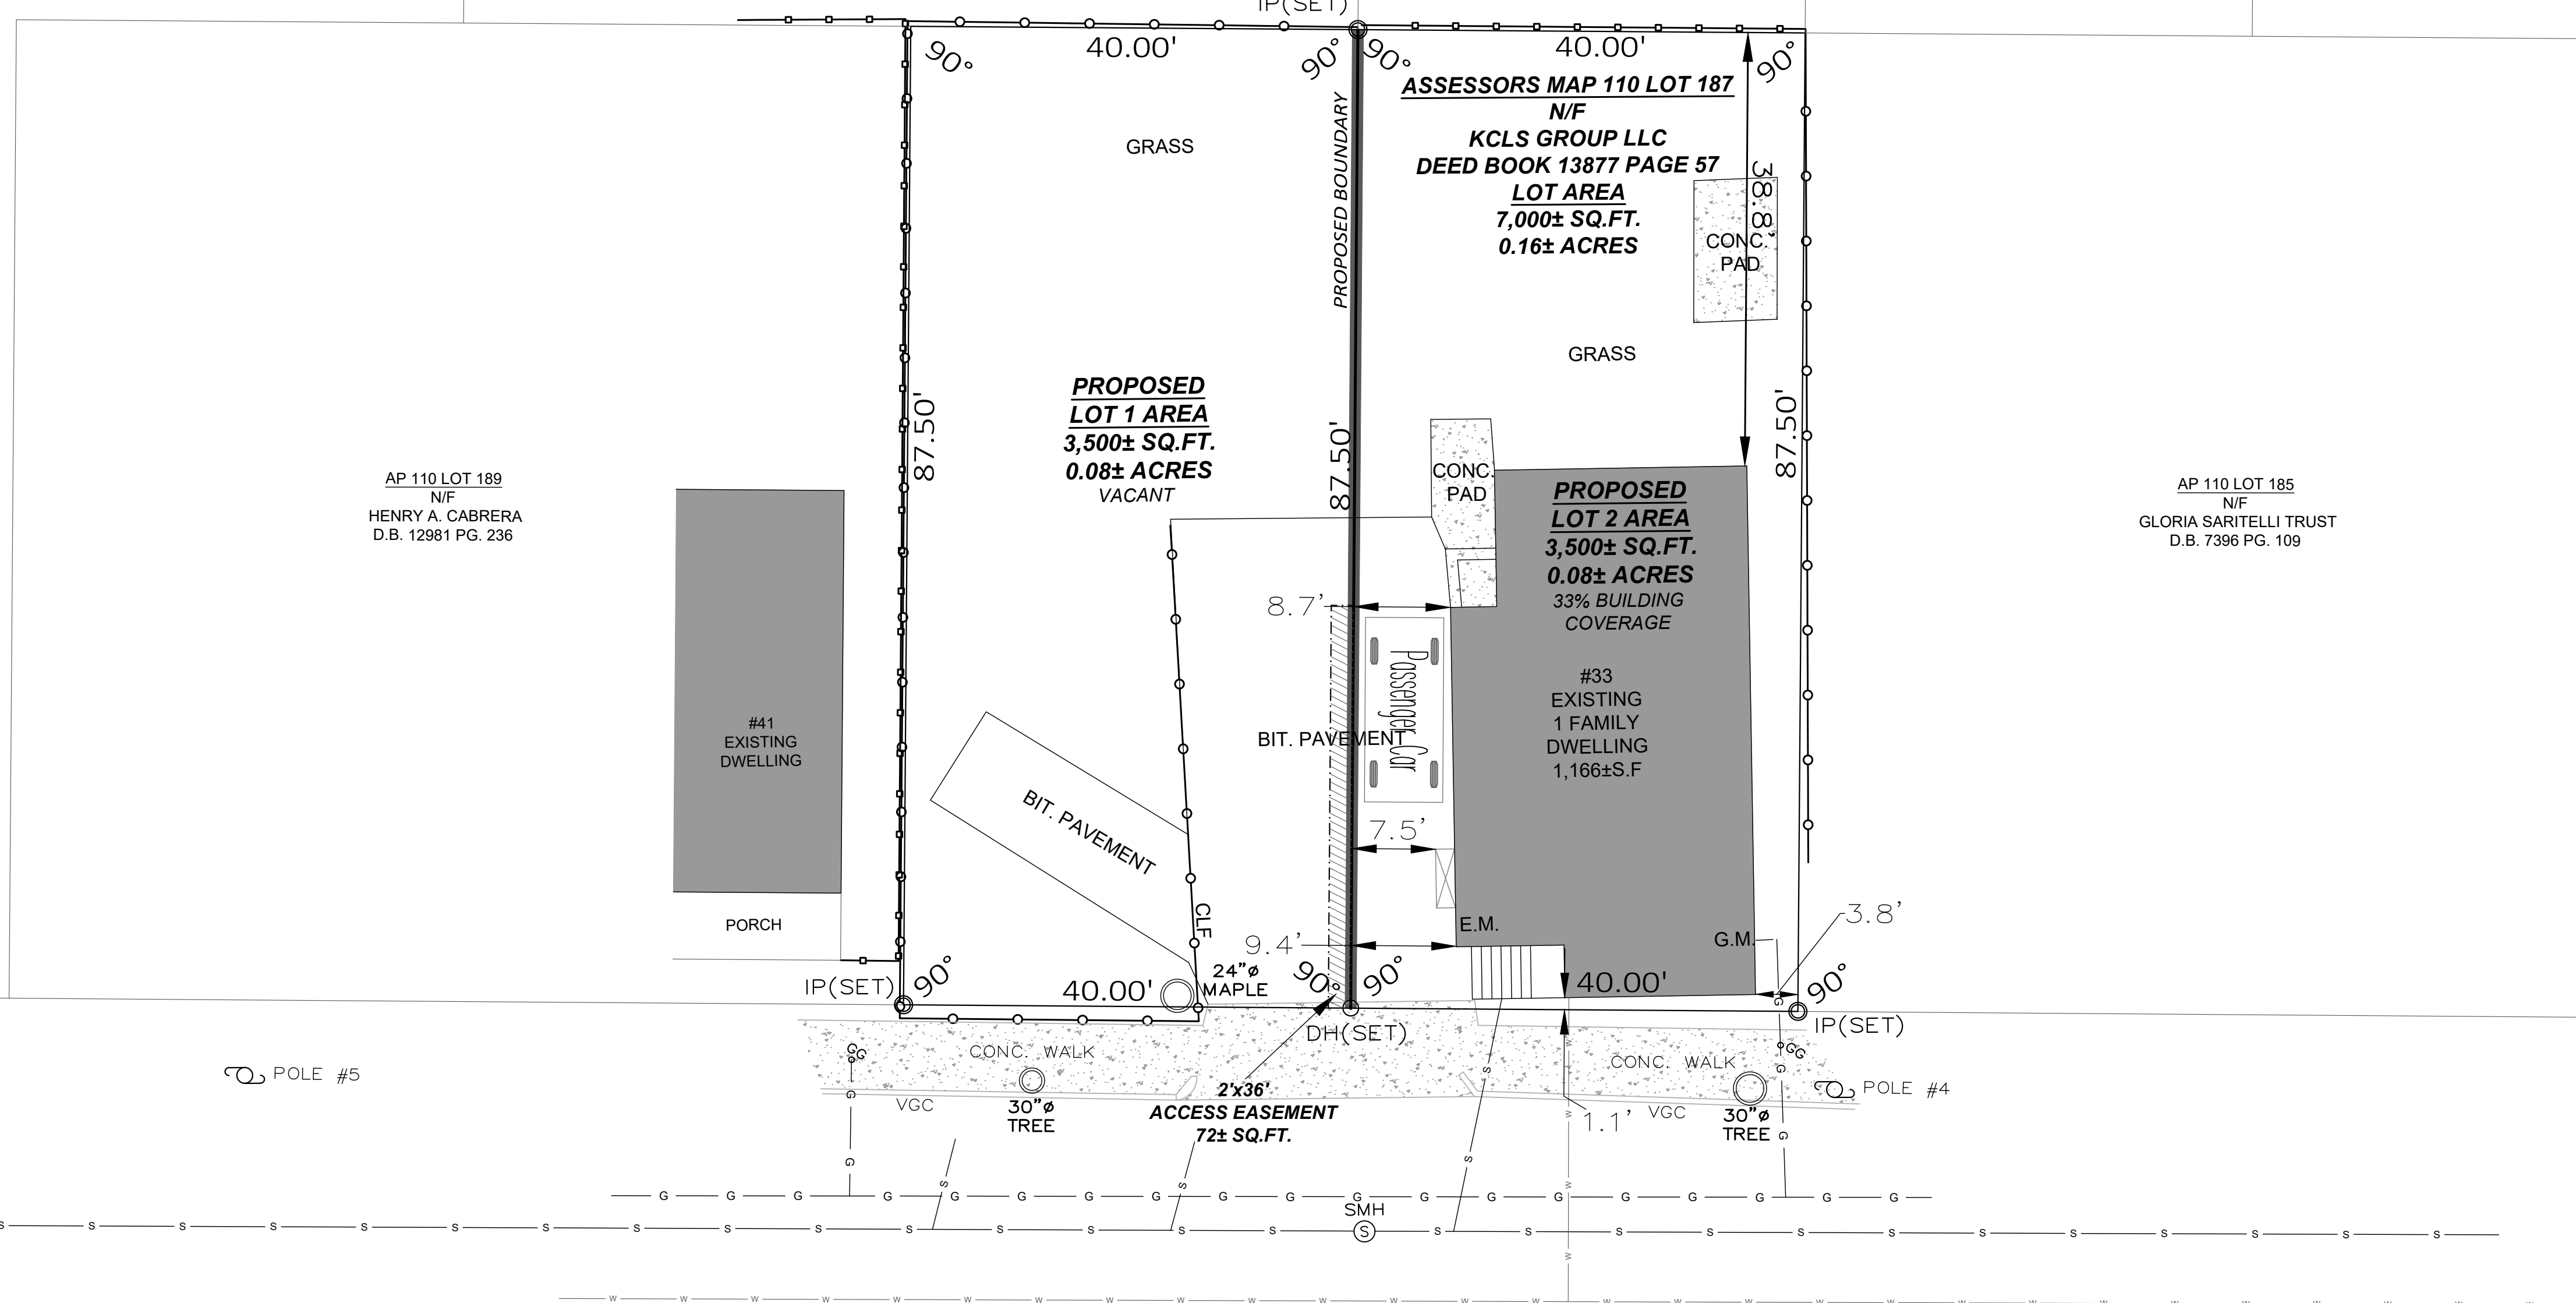 IP(SET)
90°
40.00'
90°
90°
40.00'
90°
ASSESSORS MAP 110 LOT 187
N/F
KCLS GROUP LLC
DEED BOOK 13877 PAGE 57
LOT AREA
7,000± SQ.FT.
0.16± ACRES
PROPOSED BOUNDARY
GRASS
38.8'
CONC.
PAD
GRASS
PROPOSED
LOT 1 AREA
3,500± SQ.FT.
0.08± ACRES
VACANT
87.50'
87.50'
87.50'
CONC.
PAD
PROPOSED
LOT 2 AREA
3,500± SQ.FT.
0.08± ACRES
33% BUILDING
COVERAGE
AP 110 LOT 189
N/F
HENRY A. CABRERA
D.B. 12981 PG. 236
AP 110 LOT 185
N/F
GLORIA SARITELLI TRUST
D.B. 7396 PG. 109
8.7'
Passenger Car
#33
EXISTING
1 FAMILY
DWELLING
1,166±S.F
#41
EXISTING
DWELLING
BIT. PAVEMENT
BIT. PAVEMENT
7.5'
CLF
PORCH
E.M.
G.M.
3.8'
9.4'
IP(SET)
90°
40.00'
24"ø
MAPLE
90°
90°
40.00'
90°
DH(SET)
IP(SET)
G
GG
CONC. WALK
CONC. WALK
GG
POLE #5
POLE #4
VGC
30"ø
TREE
2'x36'
ACCESS EASEMENT
72± SQ.FT.
1.1'
VGC
30"ø
TREE
G
G
S
S
S
S
G
G
W
W
W
W
G G G G G G G G G G G G G G G G G G G
SMH
S S S S S S S S S S S S S S S S S S S S S S S S S S S S
W W W W W W W W W W W W W W W W W W W W W W W W W W W W